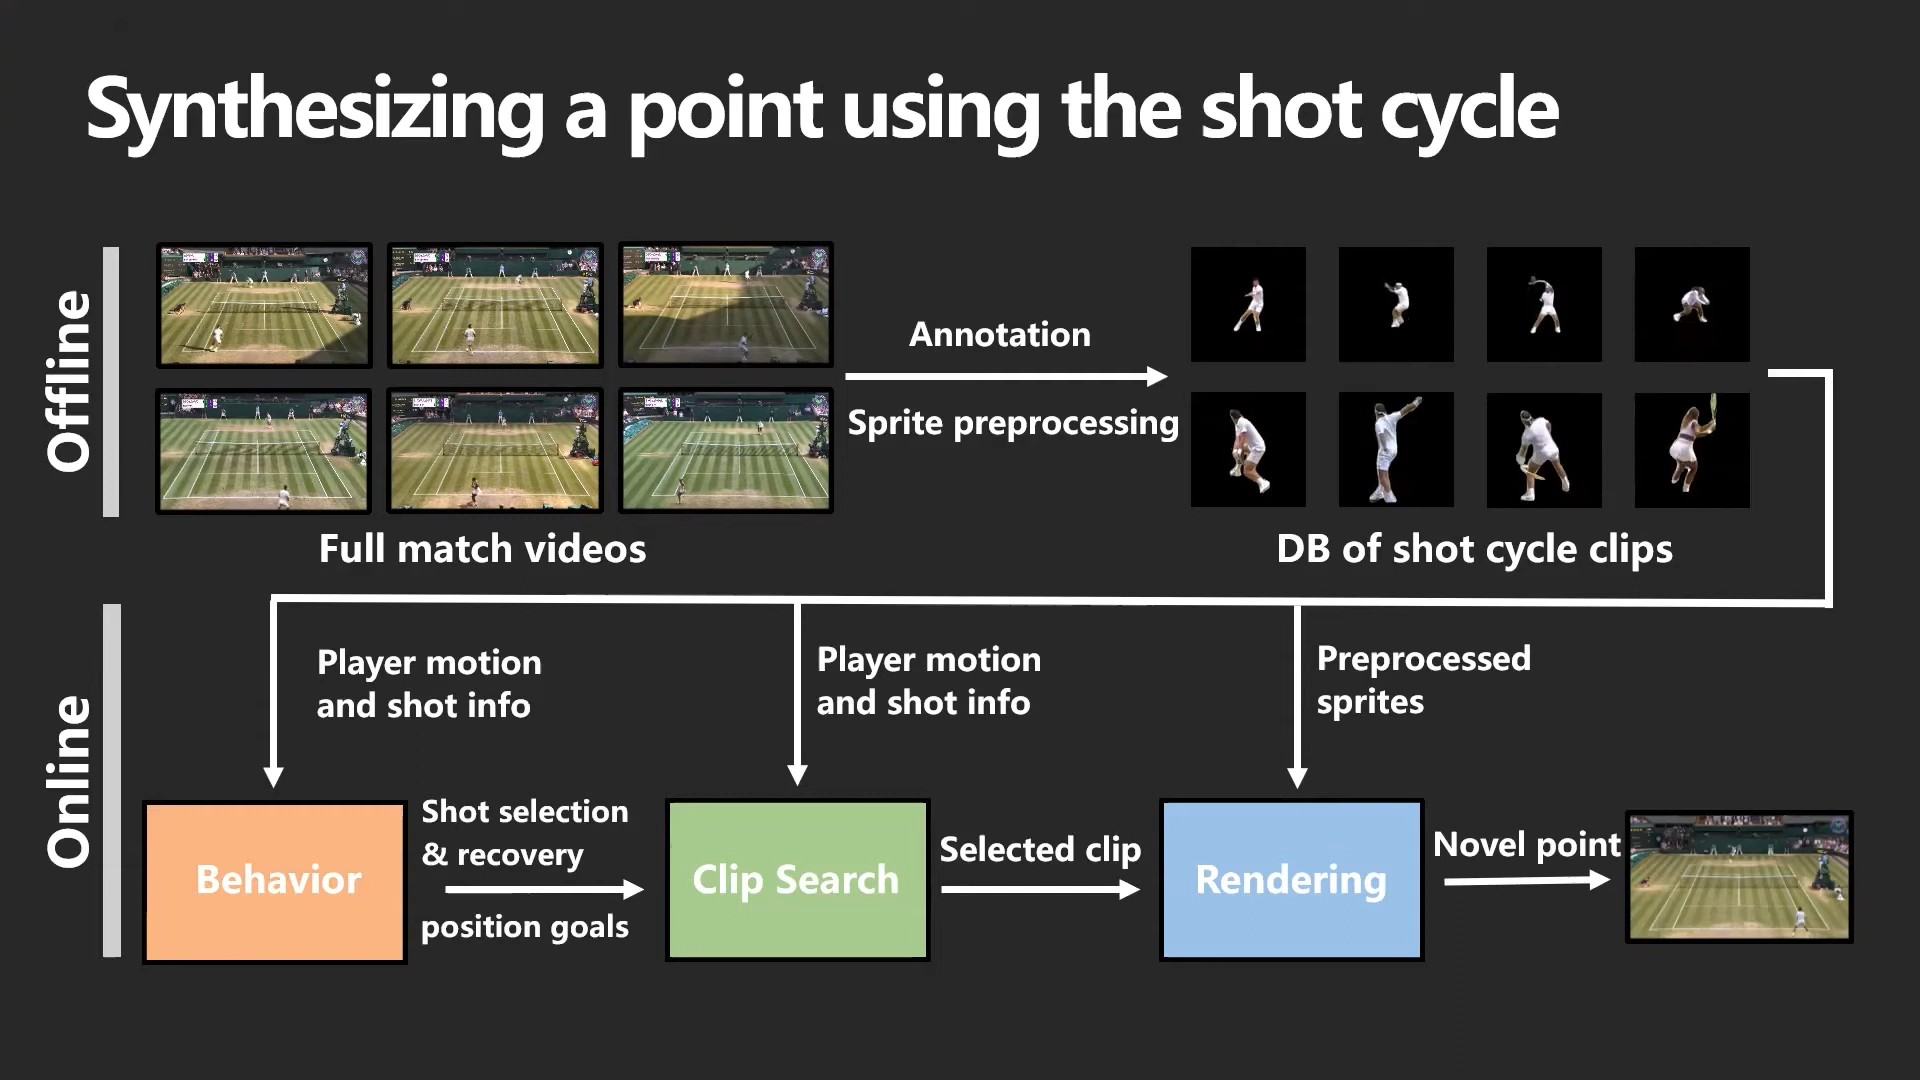 Synthesizing a point using the shot cycle
Offline
Annotation
Sprite preprocessing
Full match videos
DB of shot cycle clips
Online
Player motion
and shot info
Player motion
and shot info
Preprocessed
sprites
Behavior
Shot selection
& recovery
position goals
Clip Search
Selected clip
Rendering
Novel point